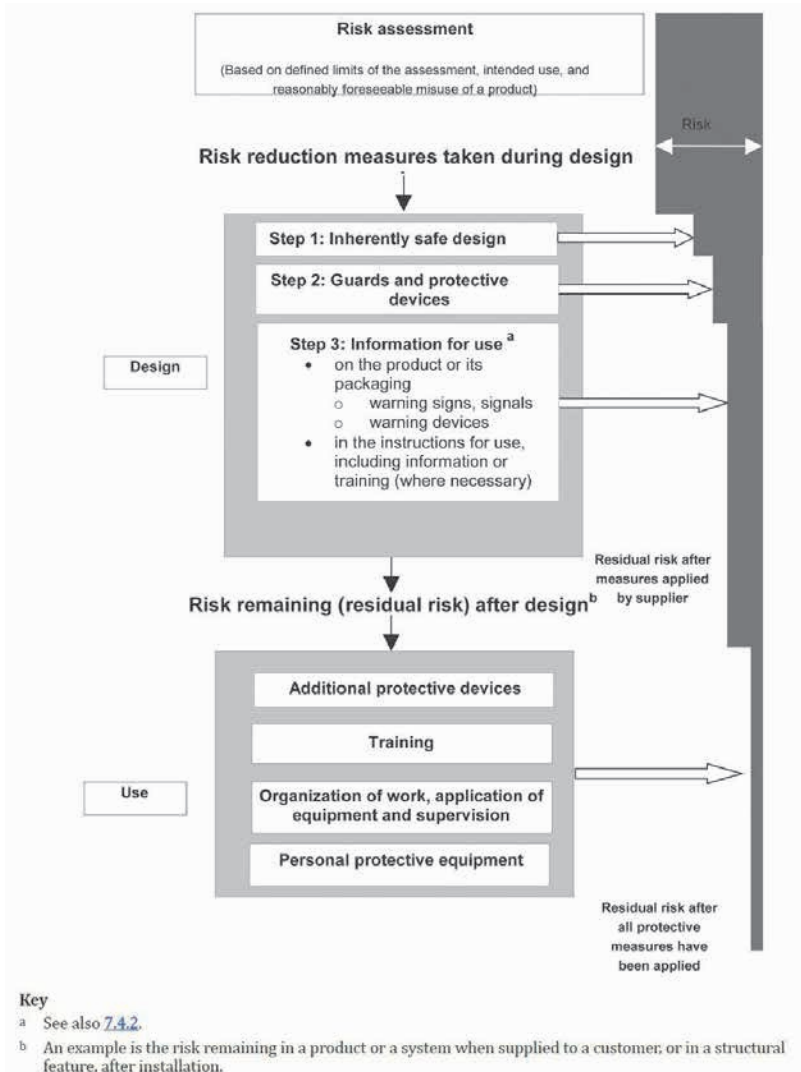 Risk assessment
(Based on defined limits of the assessment, intended use, and
reasonably foreseeable misuse of a product)
Risk
Risk reduction measures taken during design
Step 1: Inherently safe design
Step 2: Guards and protective
devices
Step 3: Information for use a
• on the product or its
packaging
o warning signs, signals
o warning devices
• in the instructions for use,
including information or
training (where necessary)
Design
Residual risk after
measures applied
by supplier
Risk remaining (residual risk) after design b
Additional protective devices
Training
Organization of work, application of
equipment and supervision
Personal protective equipment
Use
Residual risk after
all protective
measures have
been applied
Key
a See also 7.4.2.
b An example is the risk remaining in a product or a system when supplied to a customer, or in a structural
feature, after installation.